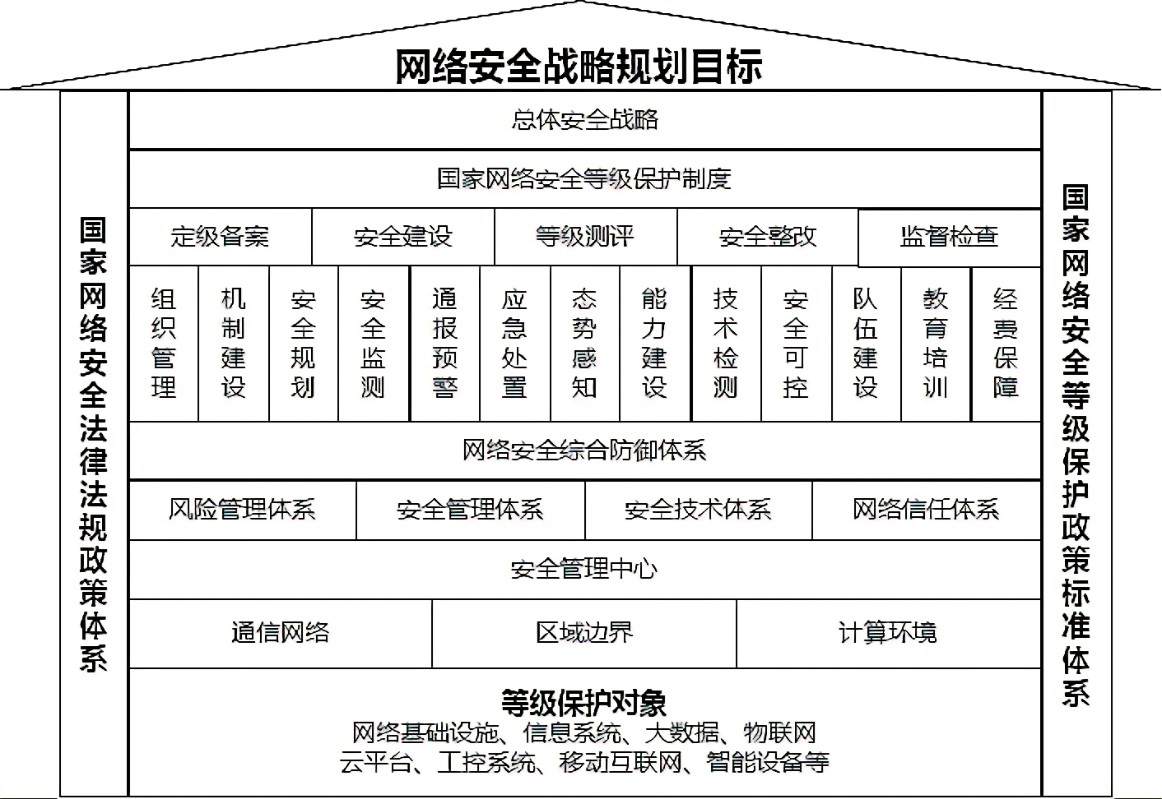 网络安全战略规划目标
国家网络安全法律法规政策体系
总体安全战略
国家网络安全等级保护制度
定级备案
安全建设
等级测评
安全整改
监督检查
组织管理
机制建设
安全规划
安全监测
通报预警
应急处置
态势感知
能力建设
技术检测
安全可控
队伍建设
教育培训
经费保障
网络安全综合防御体系
风险管理体系
安全管理体系
安全技术体系
网络信任体系
安全管理中心
通信网络
区域边界
计算环境
等级保护对象
网络基础设施、信息系统、大数据、物联网
云平台、工控系统、移动互联网、智能设备等
国家网络安全等级保护政策标准体系